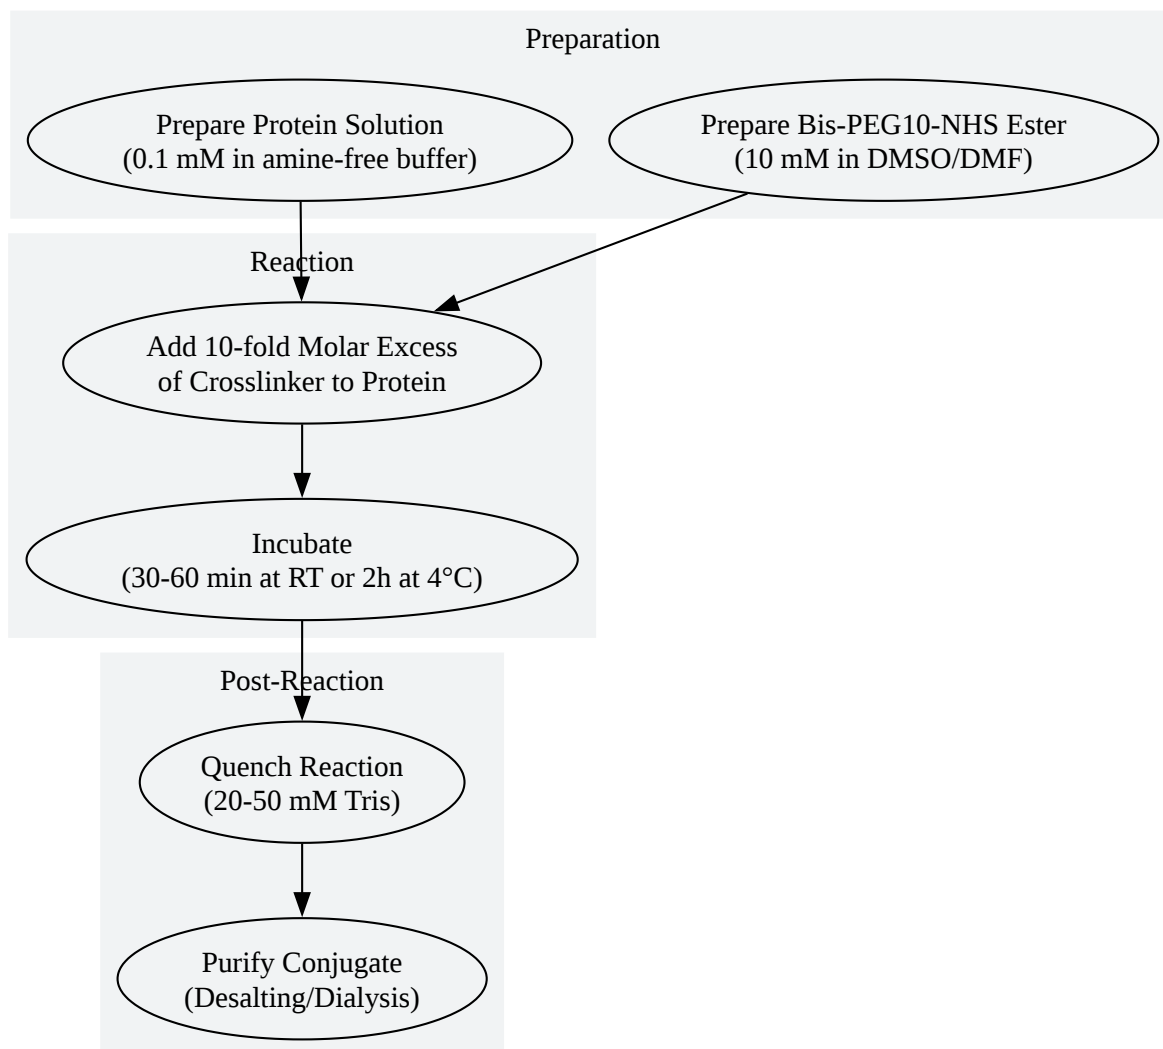 Preparation
Prepare Protein Solution
(0.1 mM in amine-free buffer)
Prepare Bis-PEG10-NHS Ester
(10 mM in DMSO/DMF)
Reaction
Add 10-fold Molar Excess
of Crosslinker to Protein
Incubate
(30-60 min at RT or 2h at 4°C)
Post-Reaction
Quench Reaction
(20-50 mM Tris)
Purify Conjugate
(Desalting/Dialysis)